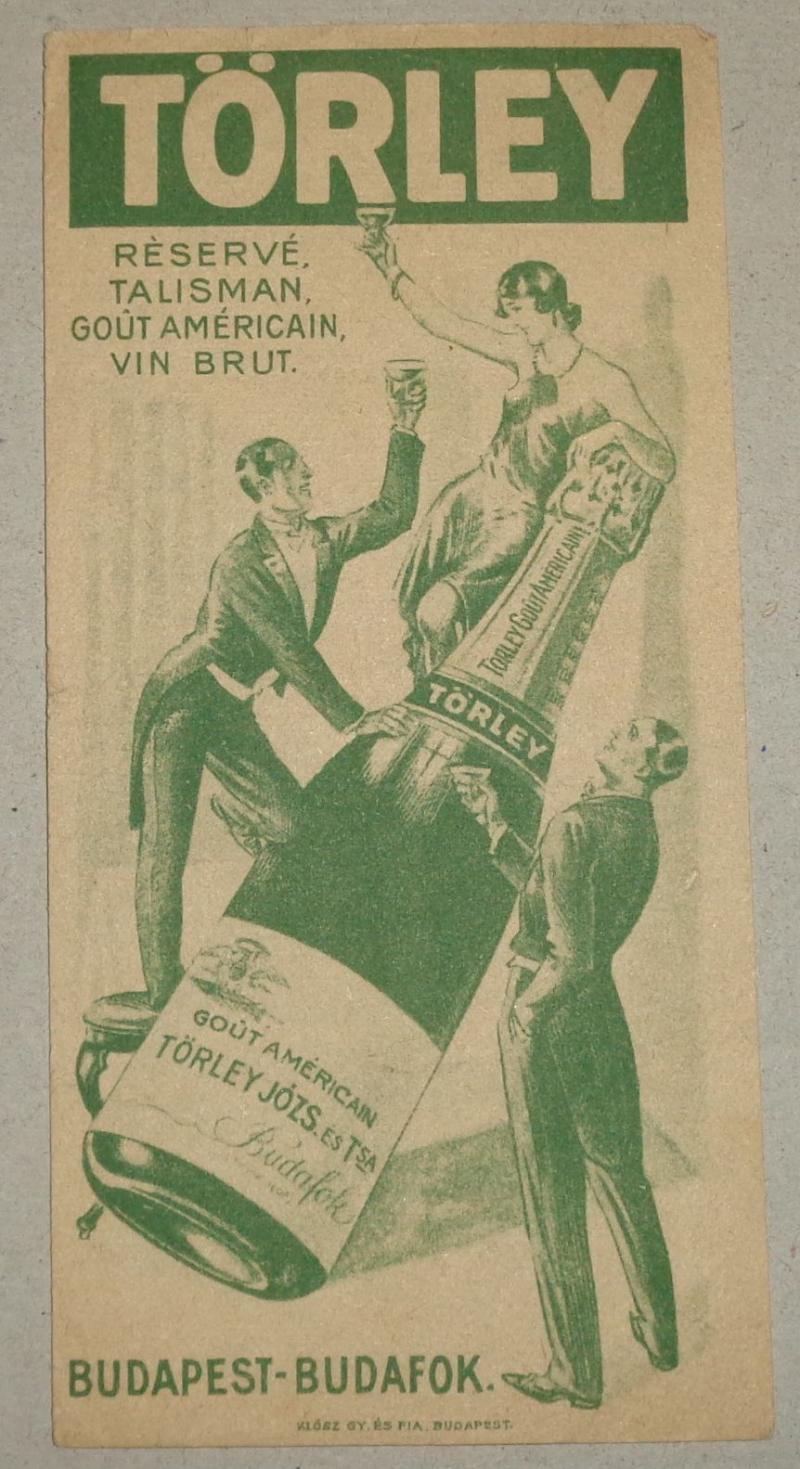 TÖRLEY
RÈSERVÉ,
TALISMAN,
GOÛT AMÉRICAIN,
VIN BRUT.
TÖRLEY GOÛT AMÉRICAIN
TÖRLEY
GOÛT AMÉRICAIN
TÖRLEY JÓZS. ÉS TSA
Budafok
BUDAPEST-BUDAFOK.
KLÖSZ GY. ÉS FIA, BUDAPEST.